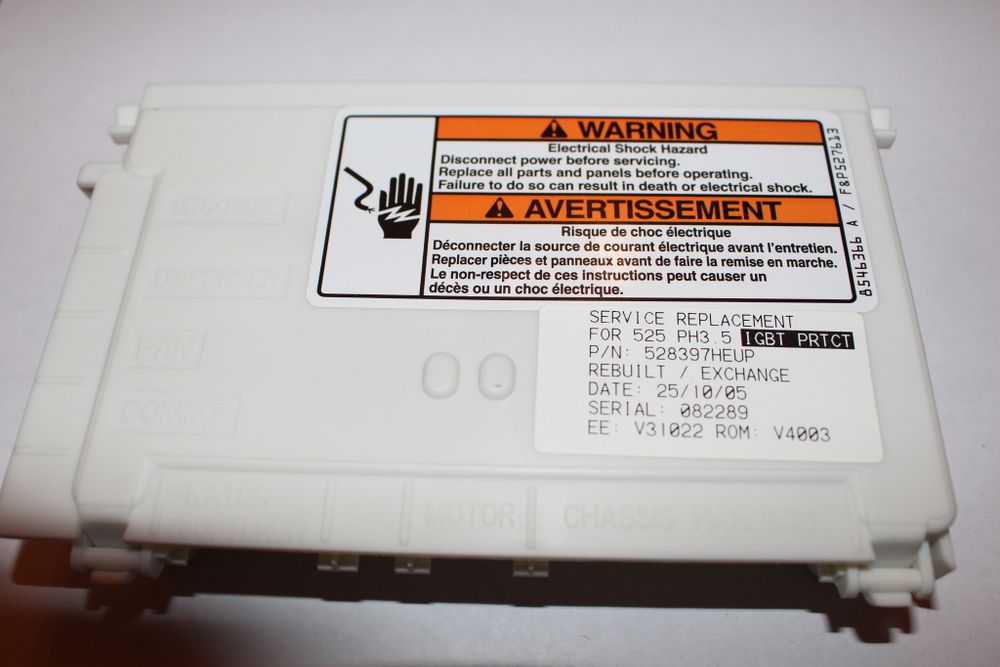 WARNING
Electrical Shock Hazard
Disconnect power before servicing.
Replace all parts and panels before operating.
Failure to do so can result in death or electrical shock.
AVERTISSEMENT
Risque de choc électrique
Déconnecter la source de courant électrique avant l'entretien.
Replacer pièces et panneaux avant de faire la remise en marche.
Le non-respect de ces instructions peut causer un
décès ou un choc électrique.
8546366 A / F&P527613
SERVICE REPLACEMENT
FOR 525 PH3.5 IGBT PRTCT
P/N: 528397HEUP
REBUILT / EXCHANGE
DATE: 25/10/05
SERIAL: 082289
EE: V31022 ROM: V4003
DISPENSER
FAN
COMMS
WATER
MOTOR
CHASSIS HARNESS